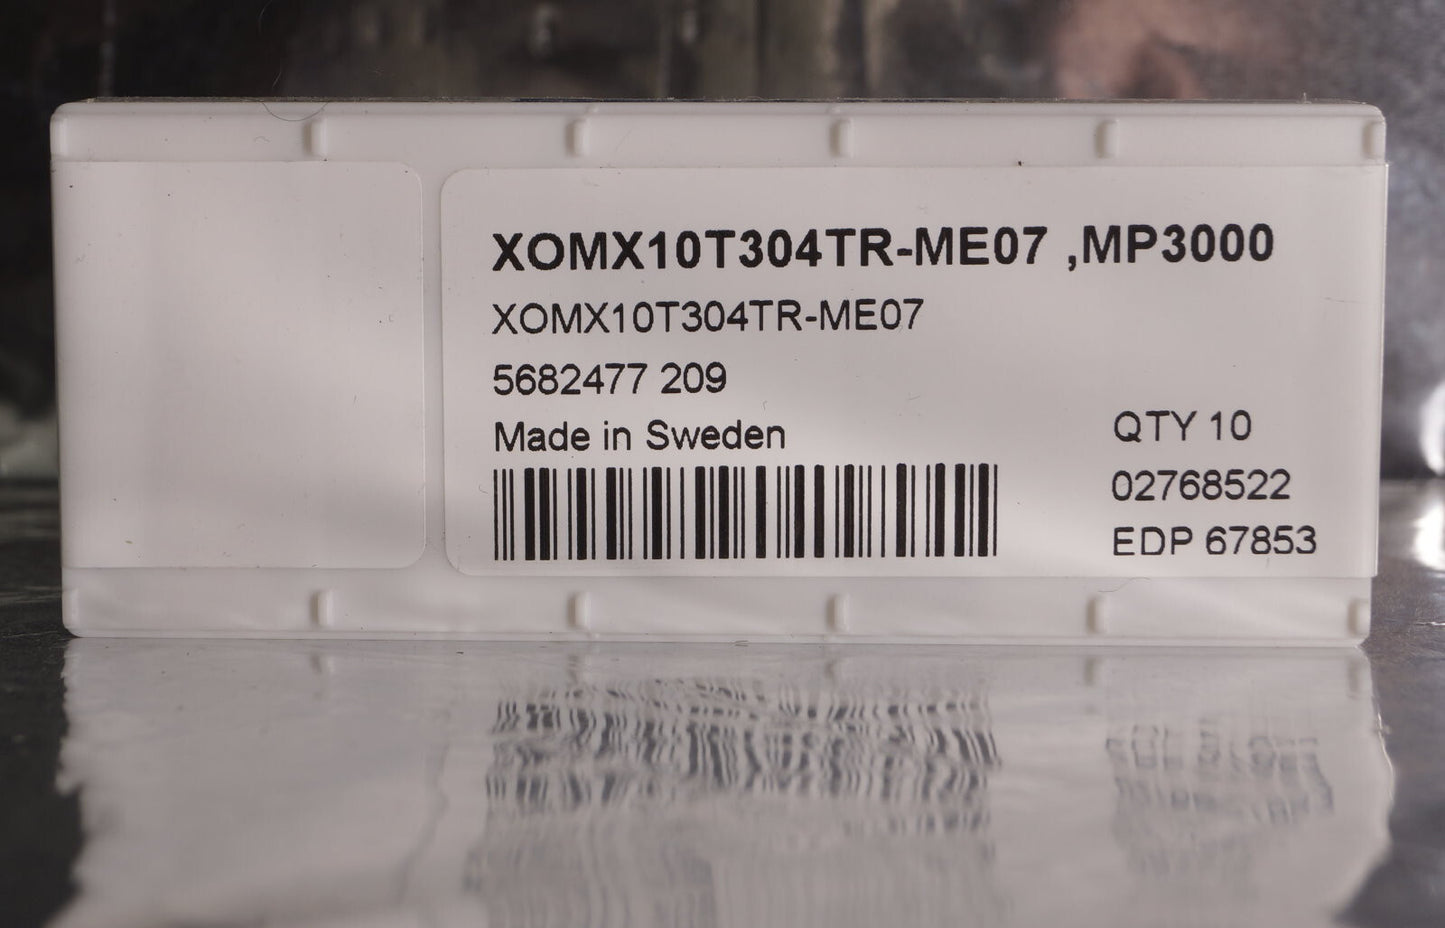 XOMX10T304TR-ME07 ,MP3000
XOMX10T304TR-ME07
5682477 209
Made in Sweden
QTY 10
02768522
EDP 67853